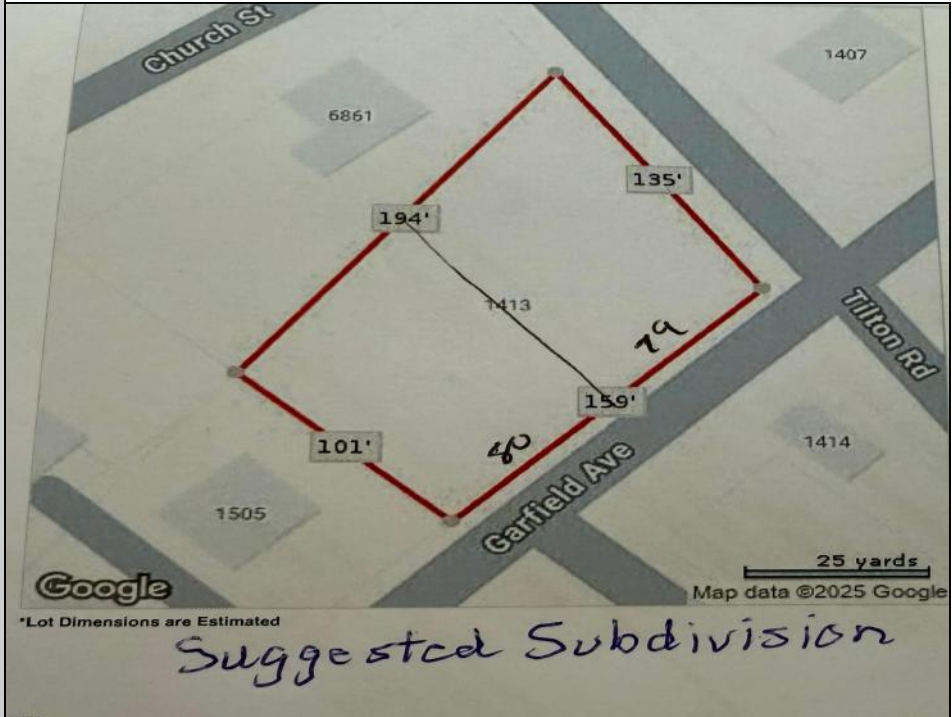 Church St
1407
6861
135'
194'
1413
79
Tilton Rd
159'
101'
80
1414
Garfield Ave
1505
25 yards
Google
Map data ©2025 Google
*Lot Dimensions are Estimated
Suggested Subdivision